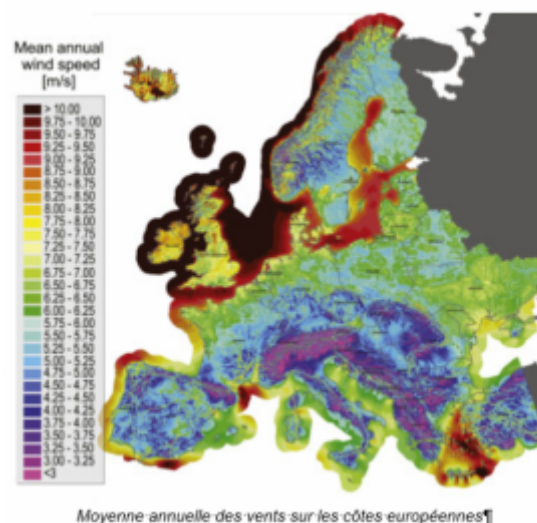 Mean annual
wind speed
[m/s]
> 10.00
9.75 - 10.00
9.50 - 9.75
9.25 - 9.50
9.00 - 9.25
8.75 - 9.00
8.50 - 8.75
8.25 - 8.50
8.00 - 8.25
7.75 - 8.00
7.50 - 7.75
7.25 - 7.50
7.00 - 7.25
6.75 - 7.00
6.50 - 6.75
6.25 - 6.50
6.00 - 6.25
5.75 - 6.00
5.50 - 5.75
5.25 - 5.50
5.00 - 5.25
4.75 - 5.00
4.50 - 4.75
4.25 - 4.50
4.00 - 4.25
3.75 - 4.00
3.50 - 3.75
3.25 - 3.50
3.00 - 3.25
<3
Moyenne·annuelle·des·vents·sur·les·côtes·européennes¶